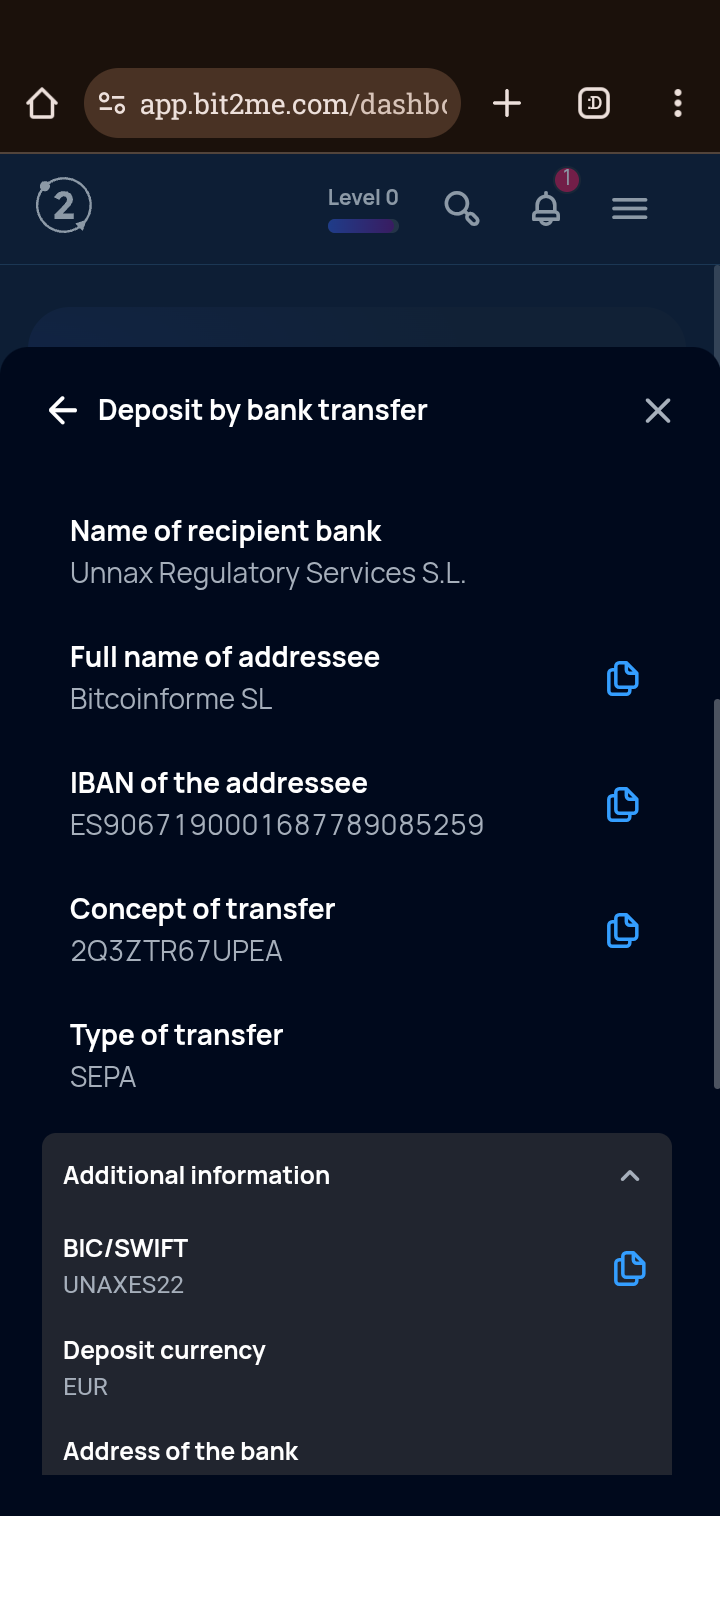 app.bit2me.com/dashbo
:D
2
Level 0
1
Deposit by bank transfer
Name of recipient bank
Unnax Regulatory Services S.L.
Full name of addressee
Bitcoinforme SL
IBAN of the addressee
ES9067190001687789085259
Concept of transfer
2Q3ZTR67UPEA
Type of transfer
SEPA
Additional information
BIC/SWIFT
UNAXES22
Deposit currency
EUR
Address of the bank